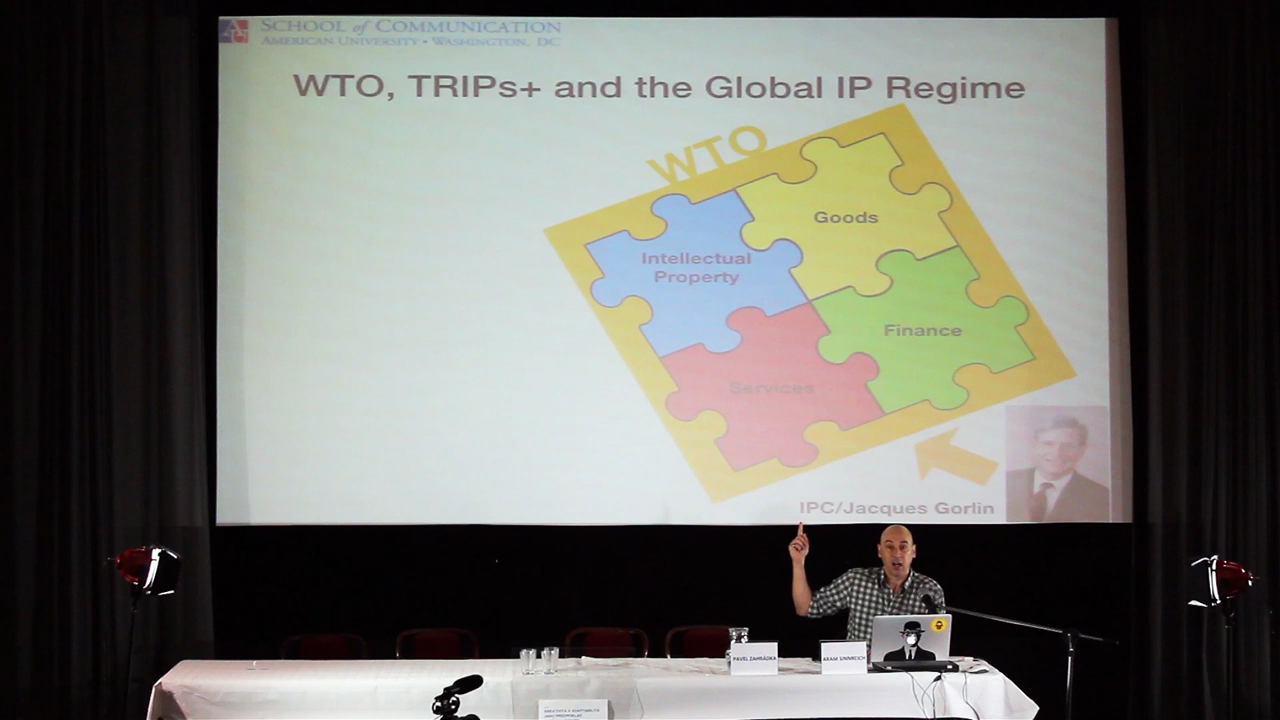 SCHOOL of COMMUNICATION
AMERICAN UNIVERSITY • WASHINGTON, DC
WTO, TRIPs+ and the Global IP Regime
WTO
Goods
Intellectual
Property
Finance
Services
IPC/Jacques Gorlin
PAVEL ZAHRÁDKA
ARAM SINNREICH